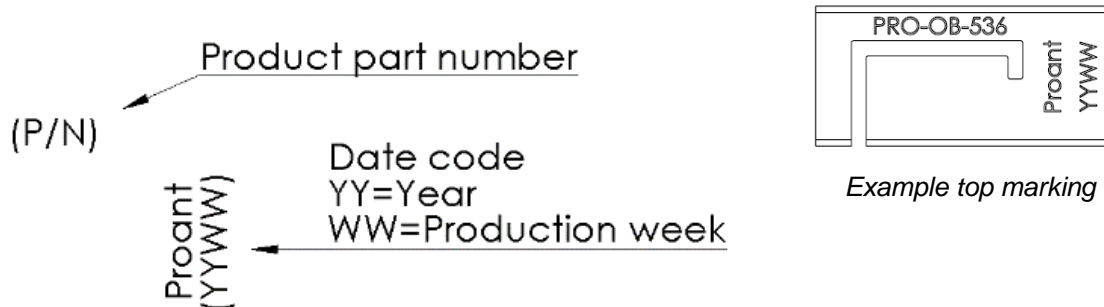 Product part number
(P/N)
Date code
YY=Year
WW=Production week
Proant
(YYWW)
PRO-OB-536
Proant
YYWW
Example top marking